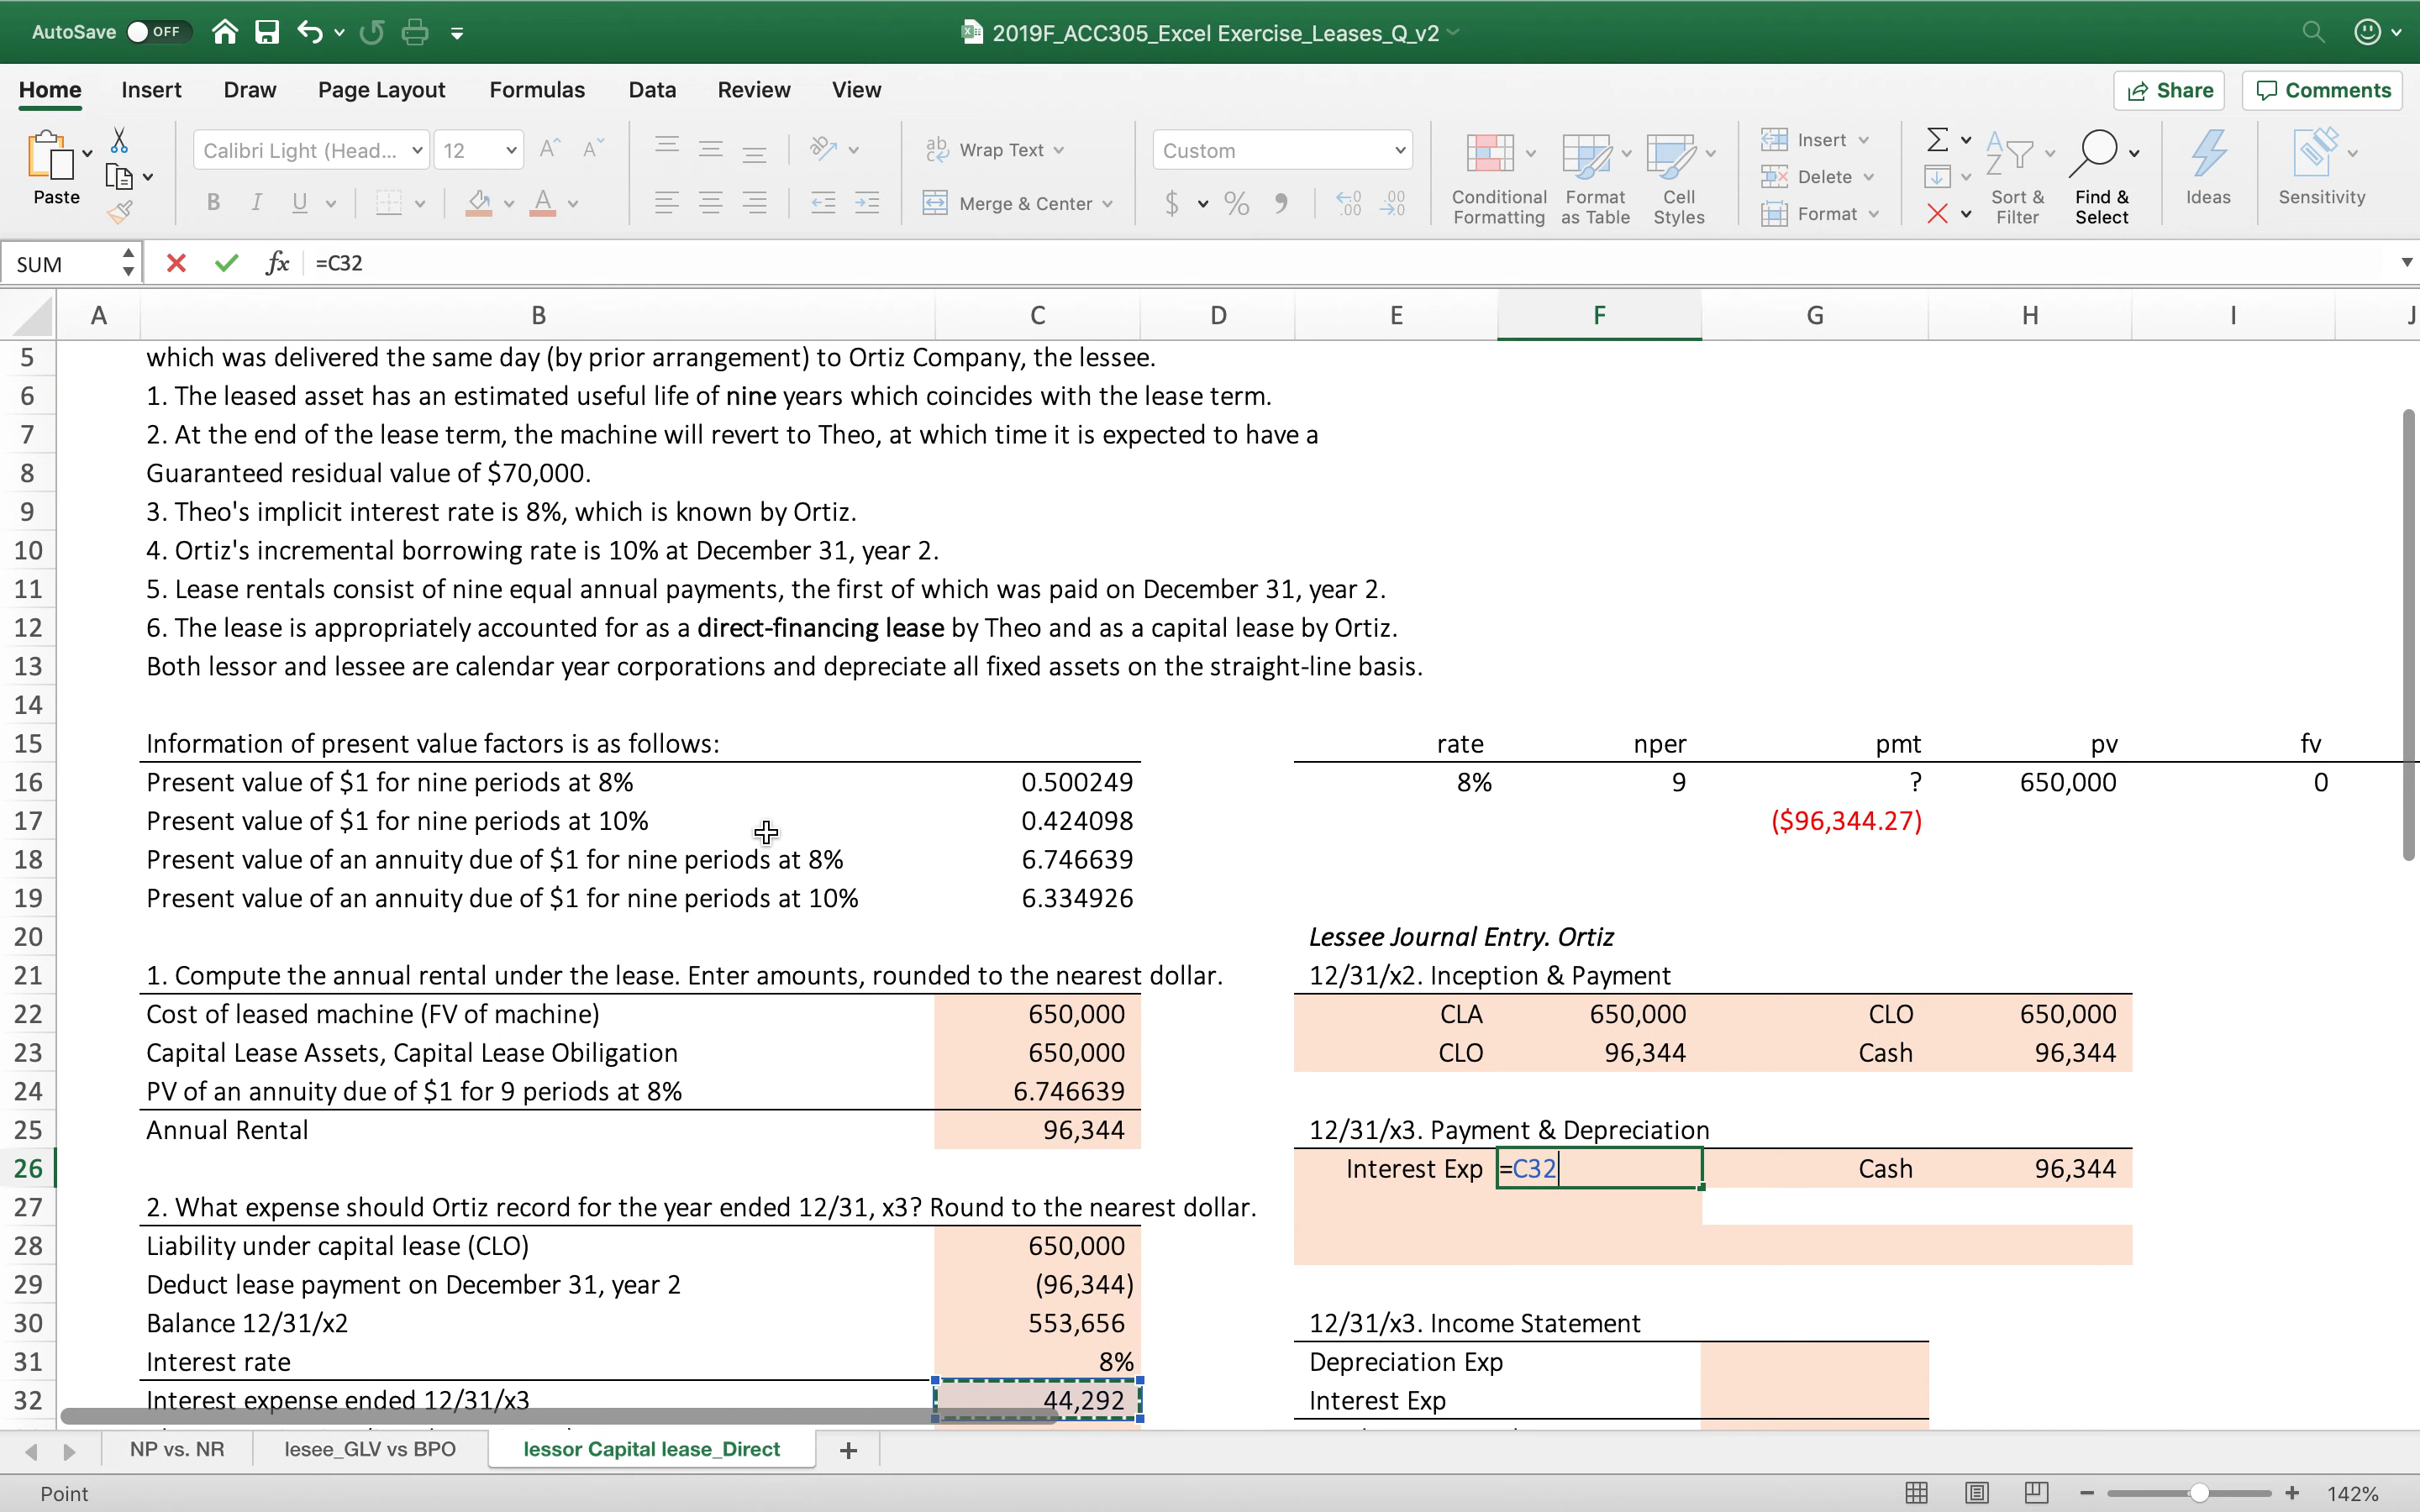 AutoSave OFF 2019F_ACC305_Excel Exercise_Leases_Q_v2
Home Insert Draw Page Layout Formulas Data Review View Share Comments
Paste Calibri Light (Head... 12 A A Wrap Text Custom Insert
B I U A Merge & Center $ % Conditional Formatting Format as Table Cell Styles Delete Format Sort & Filter Find & Select Ideas Sensitivity
SUM fx =C32
A B C D E F G H I J
5 which was delivered the same day (by prior arrangement) to Ortiz Company, the lessee.
6 1. The leased asset has an estimated useful life of nine years which coincides with the lease term.
7 2. At the end of the lease term, the machine will revert to Theo, at which time it is expected to have a
8 Guaranteed residual value of $70,000.
9 3. Theo's implicit interest rate is 8%, which is known by Ortiz.
10 4. Ortiz's incremental borrowing rate is 10% at December 31, year 2.
11 5. Lease rentals consist of nine equal annual payments, the first of which was paid on December 31, year 2.
12 6. The lease is appropriately accounted for as a direct-financing lease by Theo and as a capital lease by Ortiz.
13 Both lessor and lessee are calendar year corporations and depreciate all fixed assets on the straight-line basis.
14
15 Information of present value factors is as follows: rate nper pmt pv fv
16 Present value of $1 for nine periods at 8% 0.500249 8% 9 ? 650,000 0
17 Present value of $1 for nine periods at 10% 0.424098 ($96,344.27)
18 Present value of an annuity due of $1 for nine periods at 8% 6.746639
19 Present value of an annuity due of $1 for nine periods at 10% 6.334926
20 Lessee Journal Entry. Ortiz
21 1. Compute the annual rental under the lease. Enter amounts, rounded to the nearest dollar. 12/31/x2. Inception & Payment
22 Cost of leased machine (FV of machine) 650,000 CLA 650,000 CLO 650,000
23 Capital Lease Assets, Capital Lease Obiligation 650,000 CLO 96,344 Cash 96,344
24 PV of an annuity due of $1 for 9 periods at 8% 6.746639
25 Annual Rental 96,344 12/31/x3. Payment & Depreciation
26 Interest Exp =C32 Cash 96,344
27 2. What expense should Ortiz record for the year ended 12/31, x3? Round to the nearest dollar.
28 Liability under capital lease (CLO) 650,000
29 Deduct lease payment on December 31, year 2 (96,344)
30 Balance 12/31/x2 553,656 12/31/x3. Income Statement
31 Interest rate 8% Depreciation Exp
32 Interest expense ended 12/31/x3 44,292 Interest Exp
NP vs. NR lesee_GLV vs BPO lessor Capital lease_Direct +
Point 142%